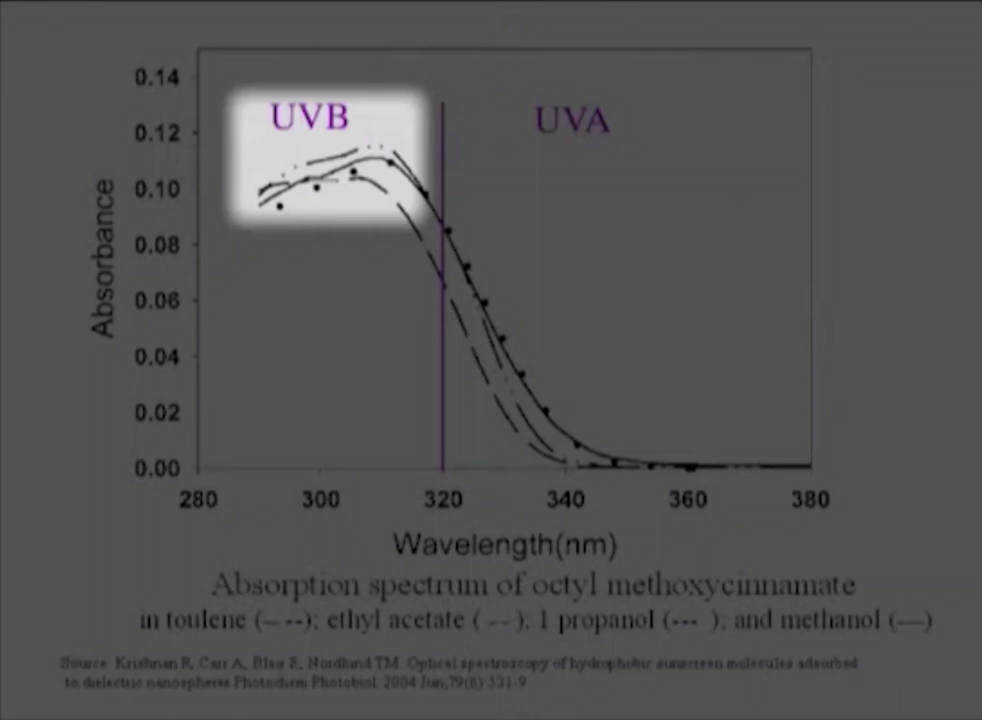 0.14
UVB
UVA
0.12
0.10
0.08
0.06
0.04
0.02
0.00
Absorbance
280 300 320 340 360 380
Wavelength(nm)
Absorption spectrum of octyl methoxycinnamate
in toulene (– --); ethyl acetate ( – –); 1 propanol (--- ); and methanol (—)
Source: Krishnan R, Carr A, Blair E, Nordlund TM. Optical spectroscopy of hydrophobic sunscreen molecules adsorbed
to dielectric nanospheres Photochem Photobiol. 2004 Jun;79(6):531-9